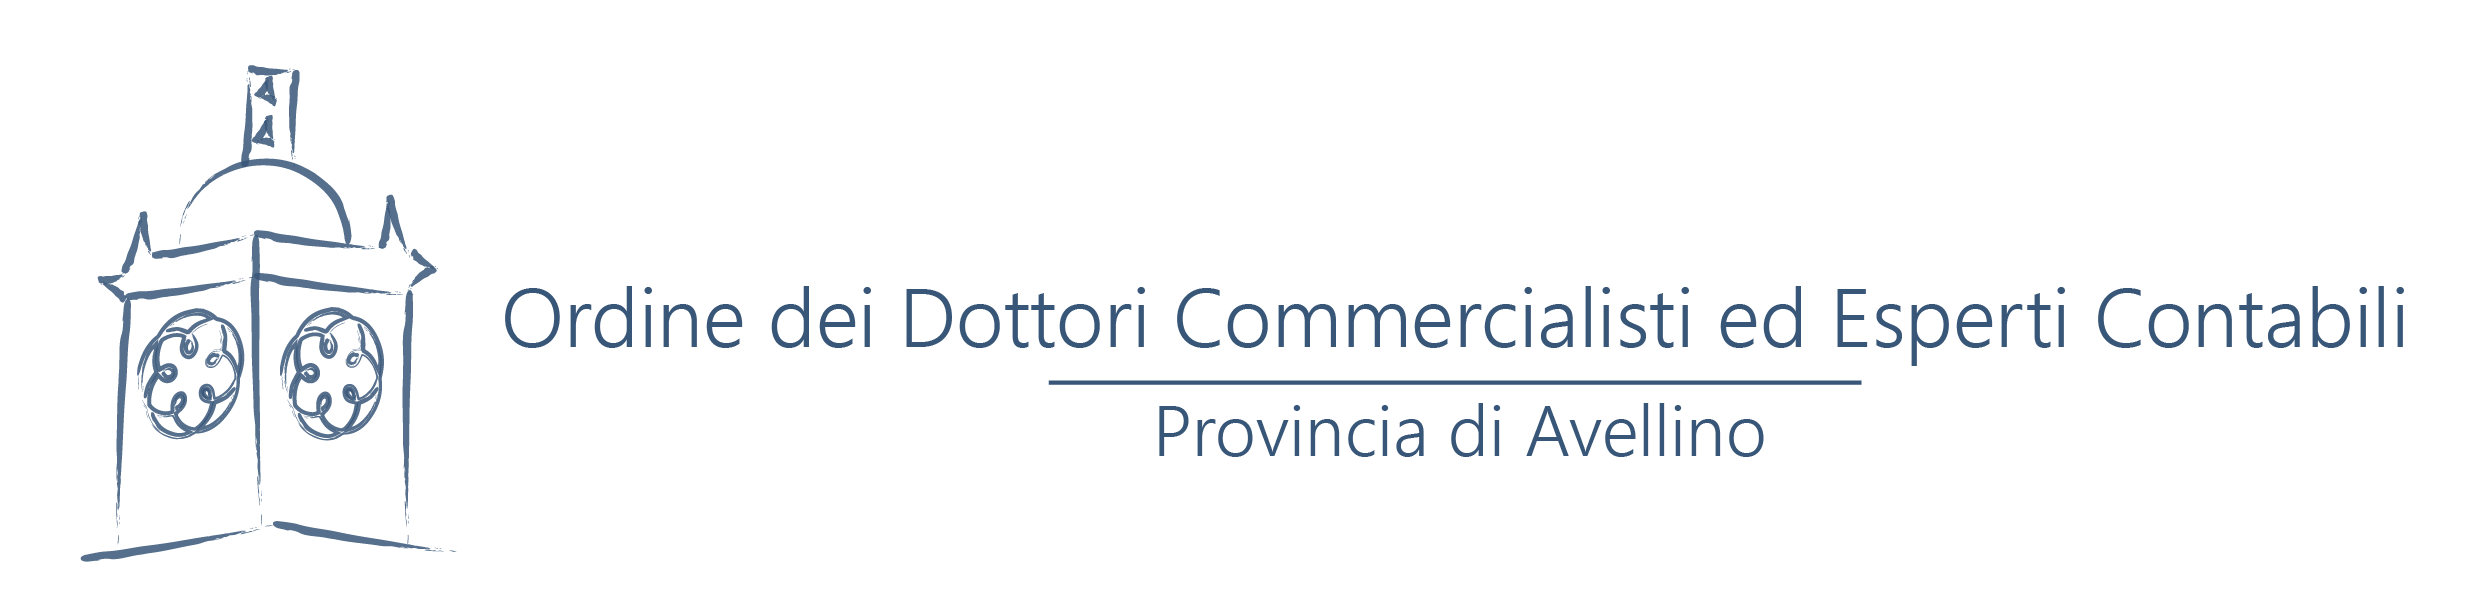 Ordine dei Dottori Commercialisti ed Esperti Contabili
Provincia di Avellino